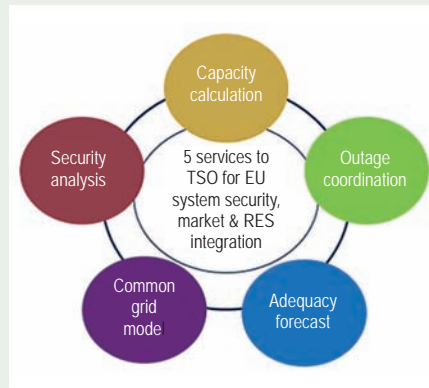 Capacity
calculation
Security
analysis
5 services to
TSO for EU
system security,
market & RES
integration
Outage
coordination
Common
grid
model
Adequacy
forecast